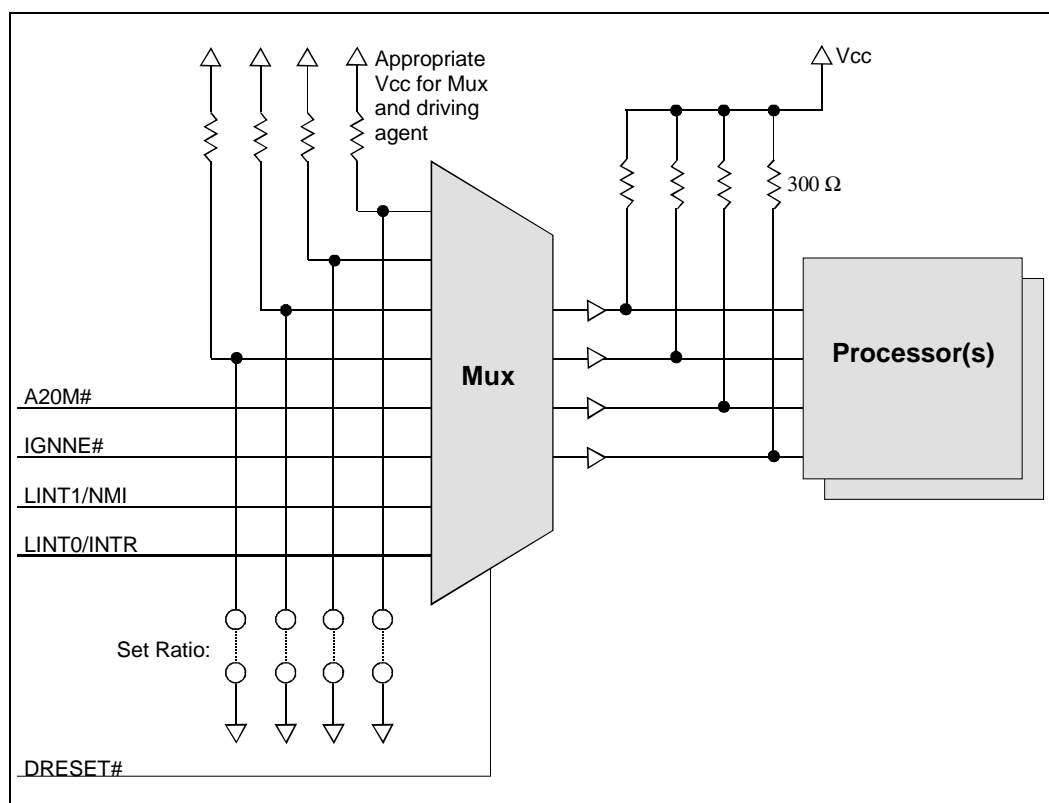 Appropriate
Vcc for Mux
and driving
agent
Vcc
300 Ω
Mux
Processor(s)
A20M#
IGNNE#
LINT1/NMI
LINT0/INTR
Set Ratio:
DRESET#